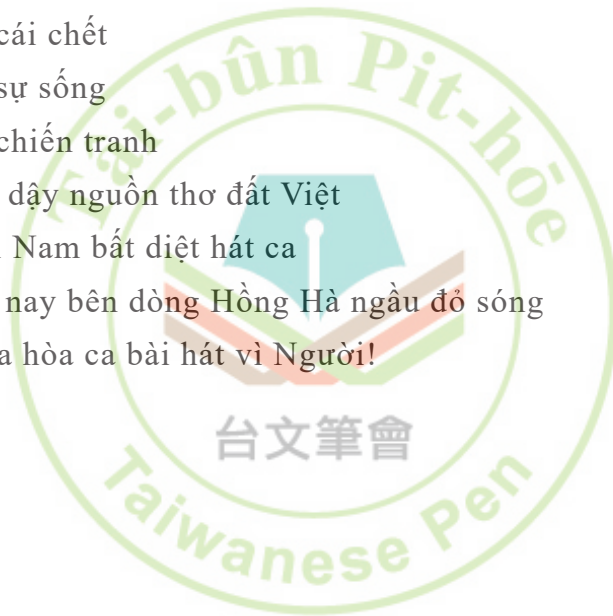 cái chết
sự sống
chiến tranh
dậy nguồn thơ đất Việt
Nam bất diệt hát ca
nay bên dòng Hồng Hà ngầu đỏ sóng
hòa ca bài hát vì Người!
Tâi-bûn Pit-hōe
台文筆會
Taiwanese Pen